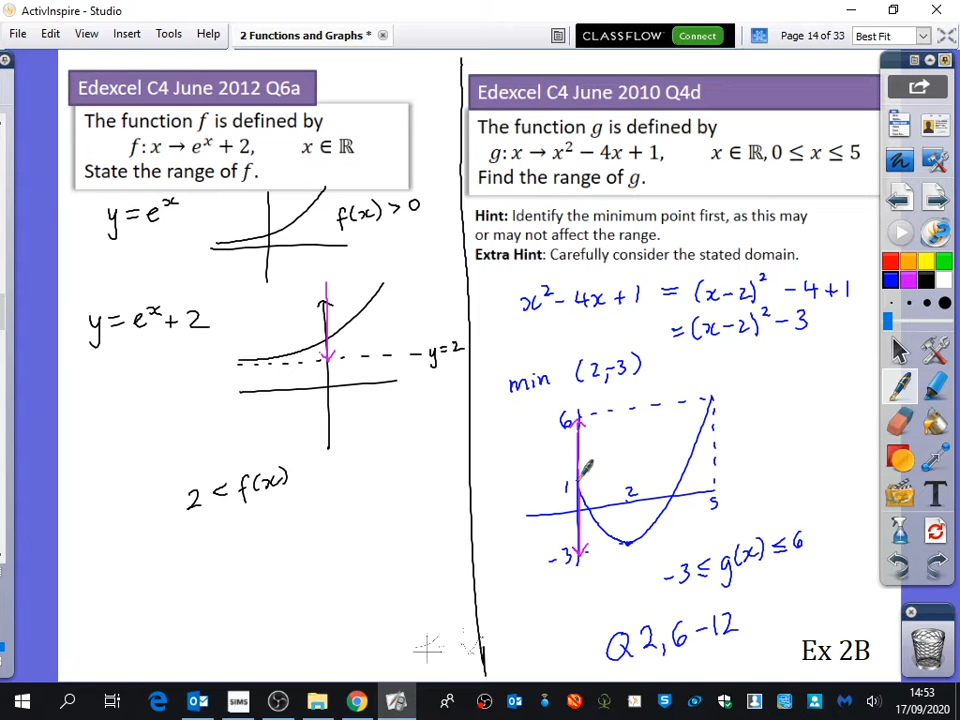 ActivInspire - Studio
File Edit View Insert Tools Help
2 Functions and Graphs *
CLASSFLOW Connect
Page 14 of 33
Best Fit
Edexcel C4 June 2012 Q6a
The function f is defined by
f: x → e^x + 2, x ∈ ℝ
State the range of f.
y = e^x
f(x) > 0
y = e^x + 2
y = 2
2 < f(x)
Edexcel C4 June 2010 Q4d
The function g is defined by
g: x → x² − 4x + 1, x ∈ ℝ, 0 ≤ x ≤ 5
Find the range of g.
Hint: Identify the minimum point first, as this may
or may not affect the range.
Extra Hint: Carefully consider the stated domain.
x² − 4x + 1 = (x−2)² − 4 + 1
= (x−2)² − 3
min (2,−3)
6
1
2
5
−3
−3 ≤ g(x) ≤ 6
Q 2, 6 − 12
Ex 2B
SIMS
14:53
17/09/2020